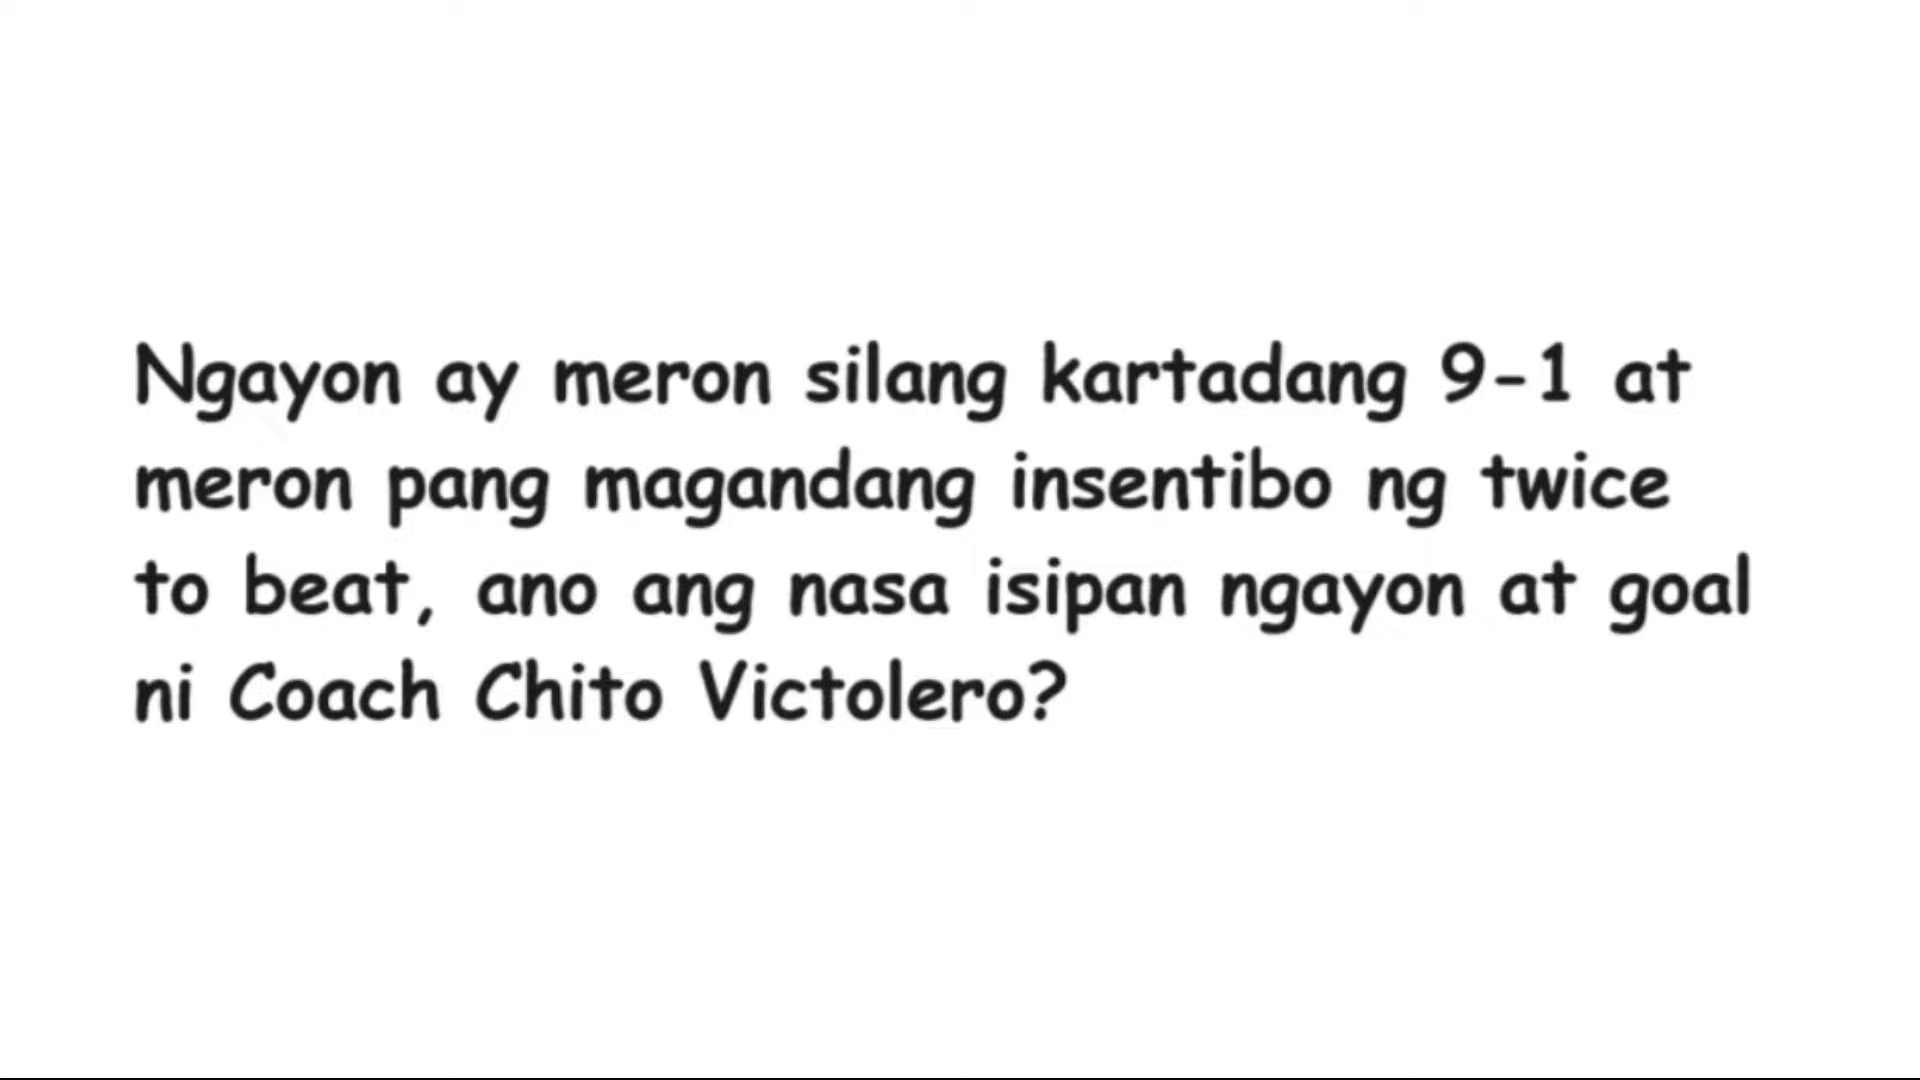 Ngayon ay meron silang kartadang 9-1 at
meron pang magandang insentibo ng twice
to beat, ano ang nasa isipan ngayon at goal
ni Coach Chito Victolero?